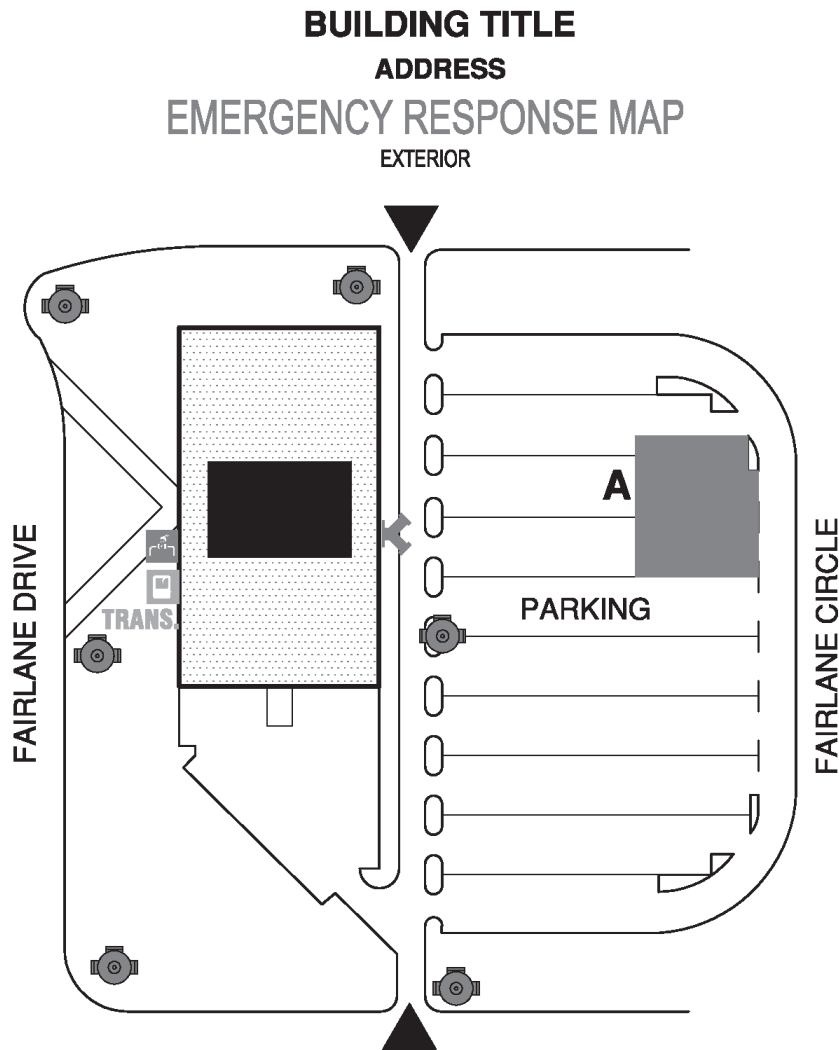 BUILDING TITLE
ADDRESS
EMERGENCY RESPONSE MAP
EXTERIOR
A
FAIRLANE DRIVE
TRANS.
PARKING
FAIRLANE CIRCLE